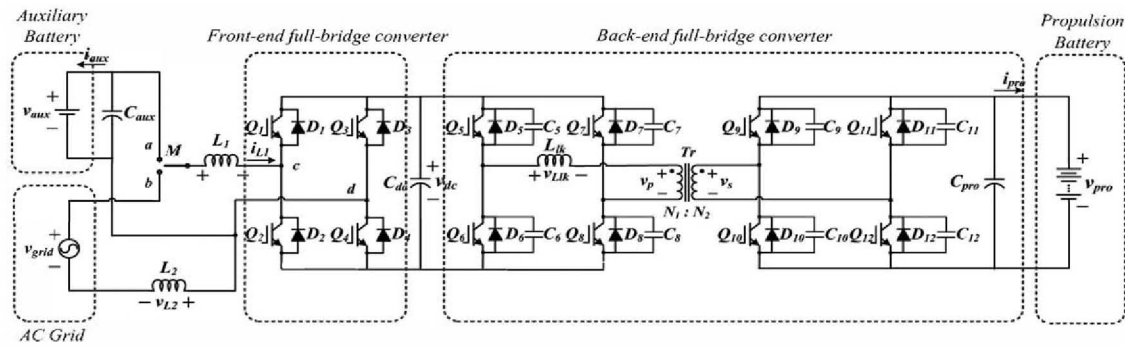 Auxiliary
Battery
Front-end full-bridge converter
Back-end full-bridge converter
Propulsion
Battery
i_aux
i_pro
+
v_aux
−
C_aux
a
M
b
L_1
+ −
i_L1
c
d
Q_1
D_1
Q_3
D_3
Q_2
D_2
Q_4
D_4
C_dc
+
v_dc
−
Q_5
D_5
C_5
Q_7
D_7
C_7
L_lk
+ v_Llk −
Q_6
D_6
C_6
Q_8
D_8
C_8
Tr
+
v_p
−
+
v_s
−
N_1 : N_2
Q_9
D_9
C_9
Q_11
D_11
C_11
Q_10
D_10
C_10
Q_12
D_12
C_12
C_pro
+
v_pro
−
+
v_grid
−
L_2
− v_L2 +
AC Grid